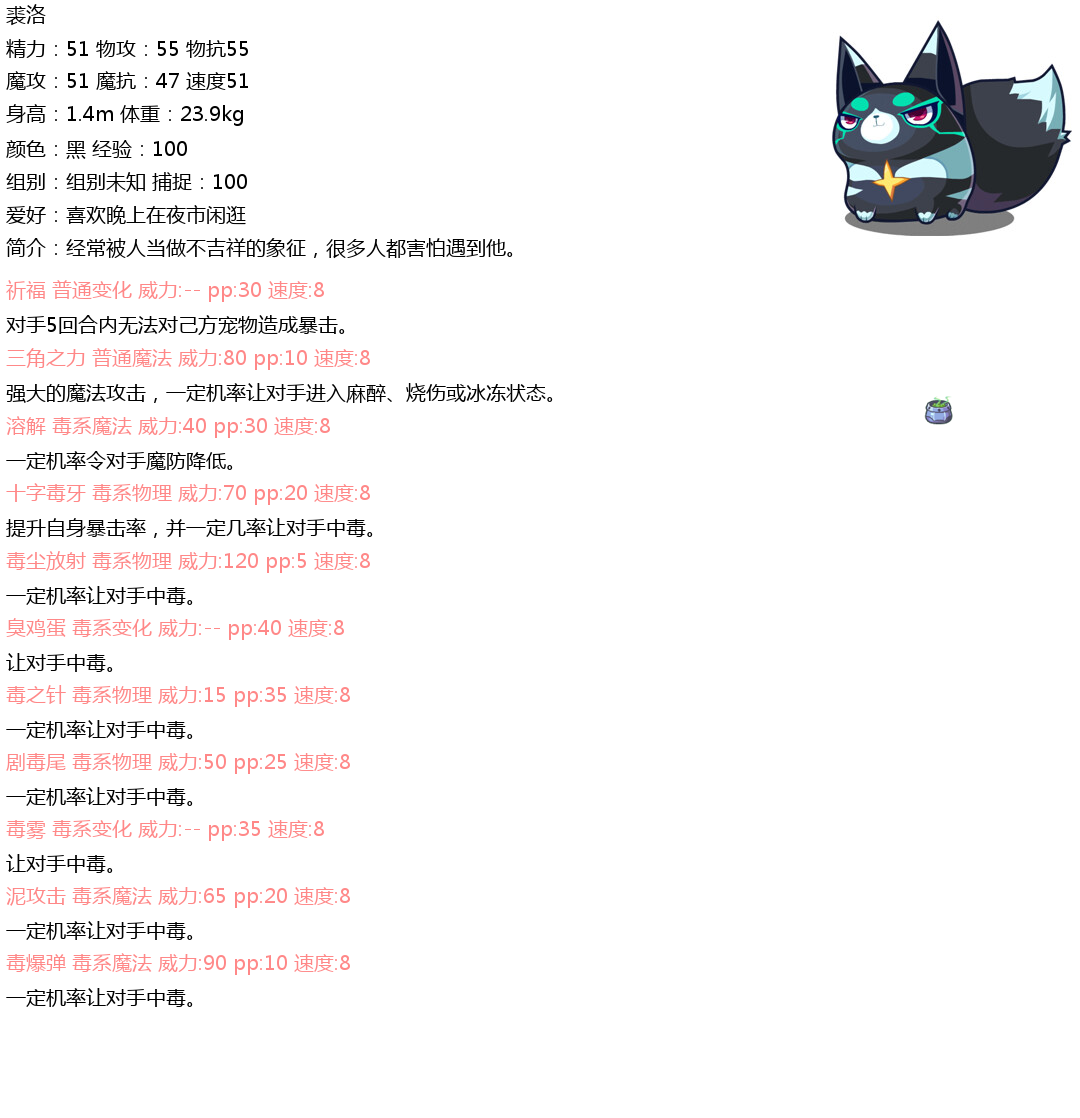 裘洛
精力：51 物攻：55 物抗55
魔攻：51 魔抗：47 速度51
身高：1.4m 体重：23.9kg
颜色：黑 经验：100
组别：组别未知 捕捉：100
爱好：喜欢晚上在夜市闲逛
简介：经常被人当做不吉祥的象征，很多人都害怕遇到他。
祈福 普通变化 威力:-- pp:30 速度:8
对手5回合内无法对己方宠物造成暴击。
三角之力 普通魔法 威力:80 pp:10 速度:8
强大的魔法攻击，一定机率让对手进入麻醉、烧伤或冰冻状态。
溶解 毒系魔法 威力:40 pp:30 速度:8
一定机率令对手魔防降低。
十字毒牙 毒系物理 威力:70 pp:20 速度:8
提升自身暴击率，并一定几率让对手中毒。
毒尘放射 毒系物理 威力:120 pp:5 速度:8
一定机率让对手中毒。
臭鸡蛋 毒系变化 威力:-- pp:40 速度:8
让对手中毒。
毒之针 毒系物理 威力:15 pp:35 速度:8
一定机率让对手中毒。
剧毒尾 毒系物理 威力:50 pp:25 速度:8
一定机率让对手中毒。
毒雾 毒系变化 威力:-- pp:35 速度:8
让对手中毒。
泥攻击 毒系魔法 威力:65 pp:20 速度:8
一定机率让对手中毒。
毒爆弹 毒系魔法 威力:90 pp:10 速度:8
一定机率让对手中毒。